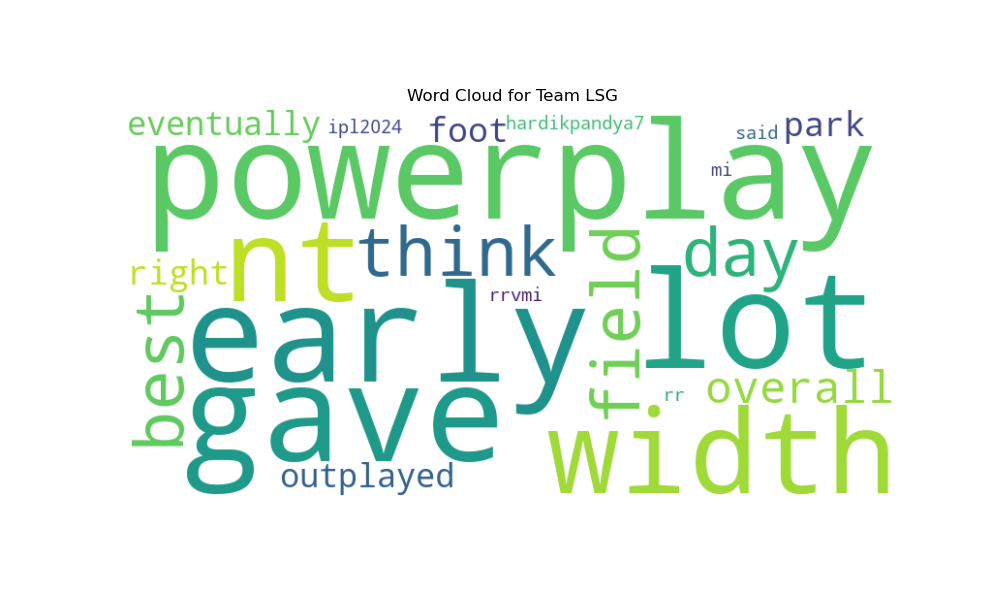 Word Cloud for Team LSG
eventually ipl2024 foot hardikpandya7 said park
powerplay
mi
nt think field day
right
rrvmi
best early lot
gave rr overall
width
outplayed